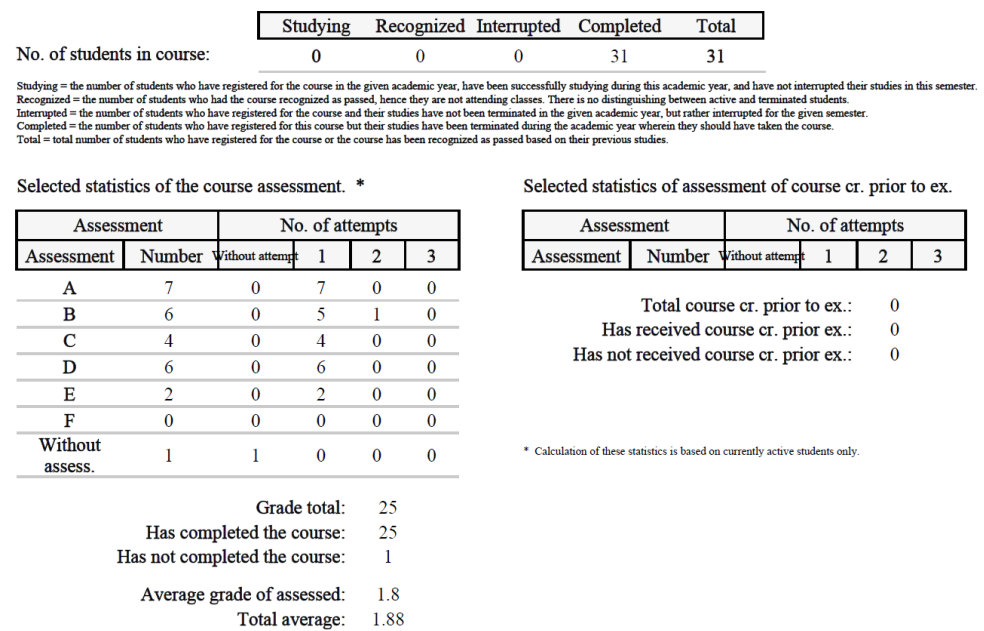 Studying Recognized Interrupted Completed Total
No. of students in course: 0 0 0 31 31
Studying = the number of students who have registered for the course in the given academic year, have been successfully studying during this academic year, and have not interrupted their studies in this semester.
Recognized = the number of students who had the course recognized as passed, hence they are not attending classes. There is no distinguishing between active and terminated students.
Interrupted = the number of students who have registered for the course and their studies have not been terminated in the given academic year, but rather interrupted for the given semester.
Completed = the number of students who have registered for this course but their studies have been terminated during the academic year wherein they should have taken the course.
Total = total number of students who have registered for the course or the course has been recognized as passed based on their previous studies.
Selected statistics of the course assessment. *
Assessment No. of attempts
Assessment Number Without attempt 1 2 3
A 7 0 7 0 0
B 6 0 5 1 0
C 4 0 4 0 0
D 6 0 6 0 0
E 2 0 2 0 0
F 0 0 0 0 0
Without
assess. 1 1 0 0 0
Grade total: 25
Has completed the course: 25
Has not completed the course: 1
Average grade of assessed: 1.8
Total average: 1.88
Selected statistics of assessment of course cr. prior to ex.
Assessment No. of attempts
Assessment Number Without attempt 1 2 3
Total course cr. prior to ex.: 0
Has received course cr. prior ex.: 0
Has not received course cr. prior ex.: 0
* Calculation of these statistics is based on currently active students only.